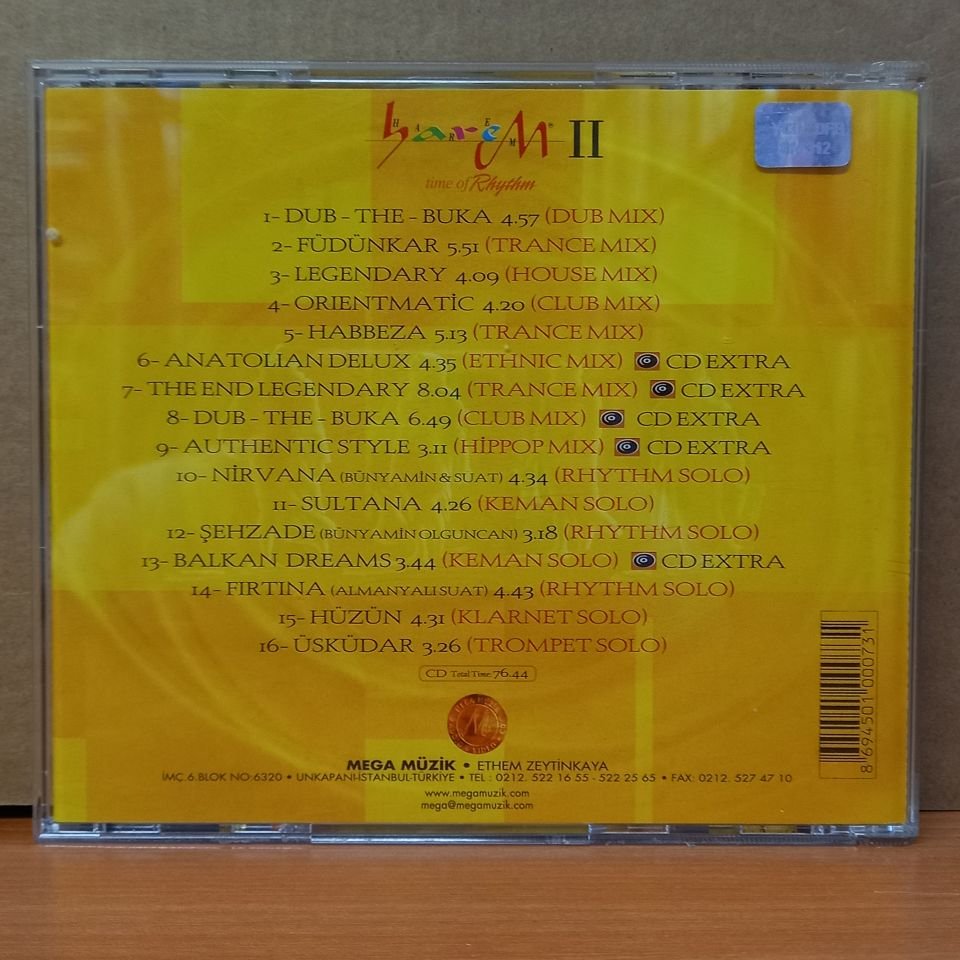 HAREM
harem® II
time of Rhythm
1- DUB - THE - BUKA 4.57 (DUB MIX)
2- FÜDÜNKAR 5.51 (TRANCE MIX)
3- LEGENDARY 4.09 (HOUSE MIX)
4- ORIENTMATİC 4.20 (CLUB MIX)
5- HABBEZA 5.13 (TRANCE MIX)
6- ANATOLIAN DELUX 4.35 (ETHNIC MIX) CD EXTRA
7- THE END LEGENDARY 8.04 (TRANCE MIX) CD EXTRA
8- DUB - THE - BUKA 6.49 (CLUB MIX) CD EXTRA
9- AUTHENTIC STYLE 3.11 (HİPPOP MIX) CD EXTRA
10- NİRVANA (BÜNYAMİN & SUAT) 4.34 (RHYTHM SOLO)
11- SULTANA 4.26 (KEMAN SOLO)
12- ŞEHZADE (BÜNYAMİN OLGUNCAN) 3.18 (RHYTHM SOLO)
13- BALKAN DREAMS 3.44 (KEMAN SOLO) CD EXTRA
14- FIRTINA (ALMANYALI SUAT) 4.43 (RHYTHM SOLO)
15- HÜZÜN 4.31 (KLARNET SOLO)
16- ÜSKÜDAR 3.26 (TROMPET SOLO)
CD Total Time: 76.44
MEGA MÜZİK • ETHEM ZEYTİNKAYA
İMÇ.6.BLOK NO:6320 • UNKAPANI-İSTANBUL-TÜRKİYE • TEL : 0212. 522 16 55 - 522 25 65 • FAX: 0212. 527 47 10
www.megamuzik.com
mega@megamuzik.com
8 694501 000731